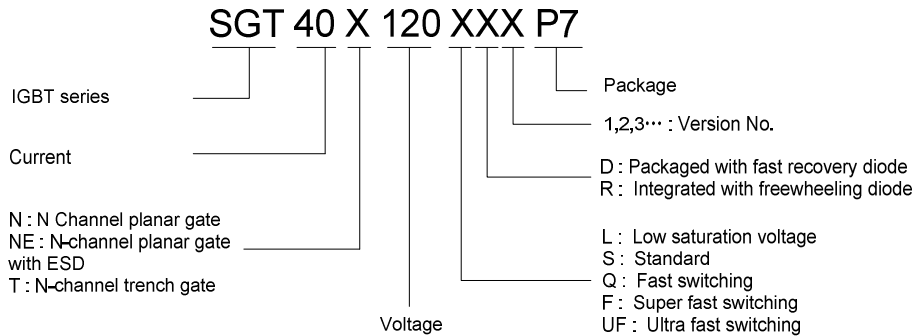 SGT 40 X 120 XXX P7
IGBT series
Current
N : N Channel planar gate
NE : N-channel planar gate
with ESD
T : N-channel trench gate
Voltage
Package
1,2,3··· : Version No.
D : Packaged with fast recovery diode
R : Integrated with freewheeling diode
L : Low saturation voltage
S : Standard
Q : Fast switching
F : Super fast switching
UF : Ultra fast switching